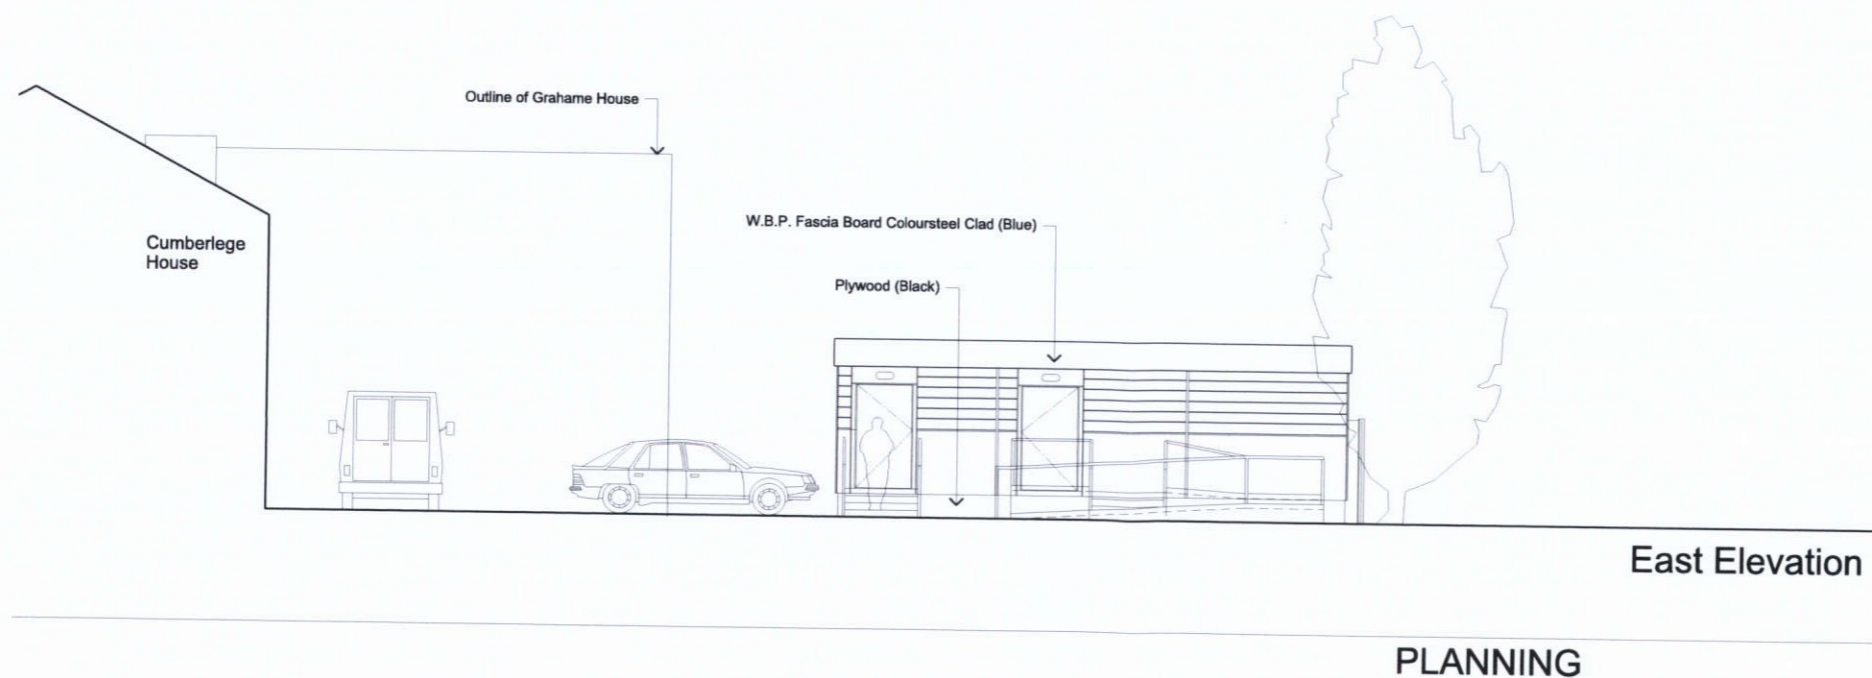 Outline of Grahame House
W.B.P. Fascia Board Coloursteel Clad (Blue)
Cumberlege
House
Plywood (Black)
East Elevation
PLANNING